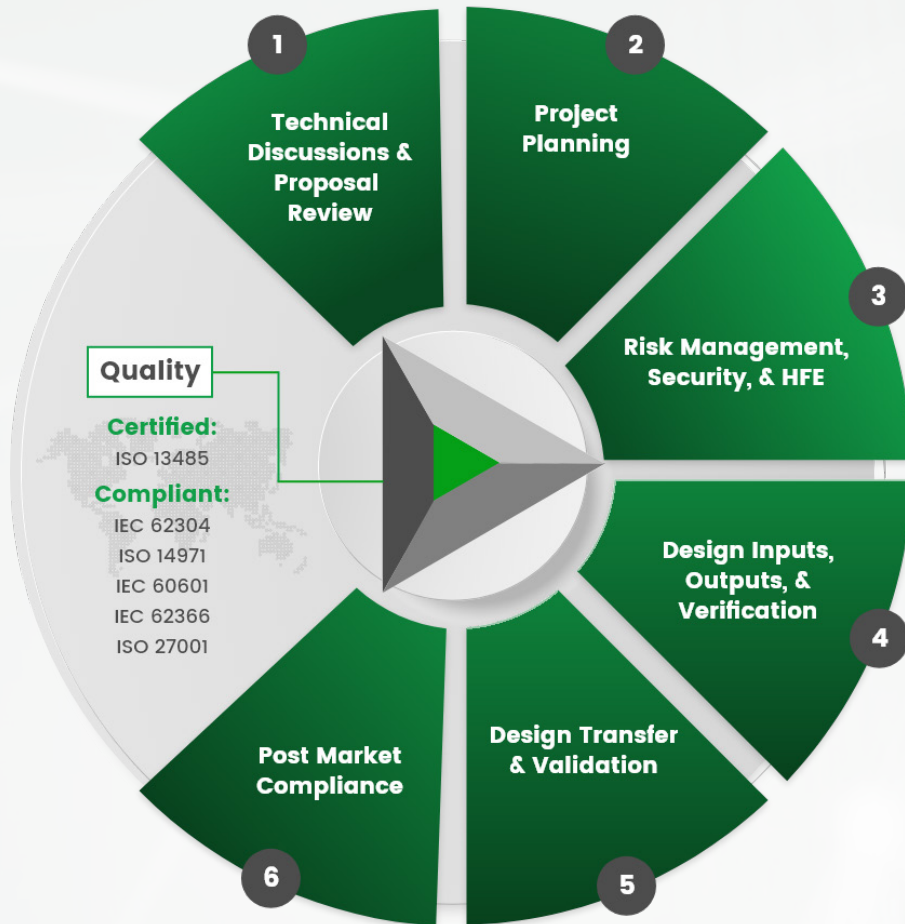 1
Technical
Discussions &
Proposal
Review
2
Project
Planning
3
Risk Management,
Security, & HFE
4
Design Inputs,
Outputs, &
Verification
5
Design Transfer
& Validation
6
Post Market
Compliance
Quality
Certified:
ISO 13485
Compliant:
IEC 62304
ISO 14971
IEC 60601
IEC 62366
ISO 27001